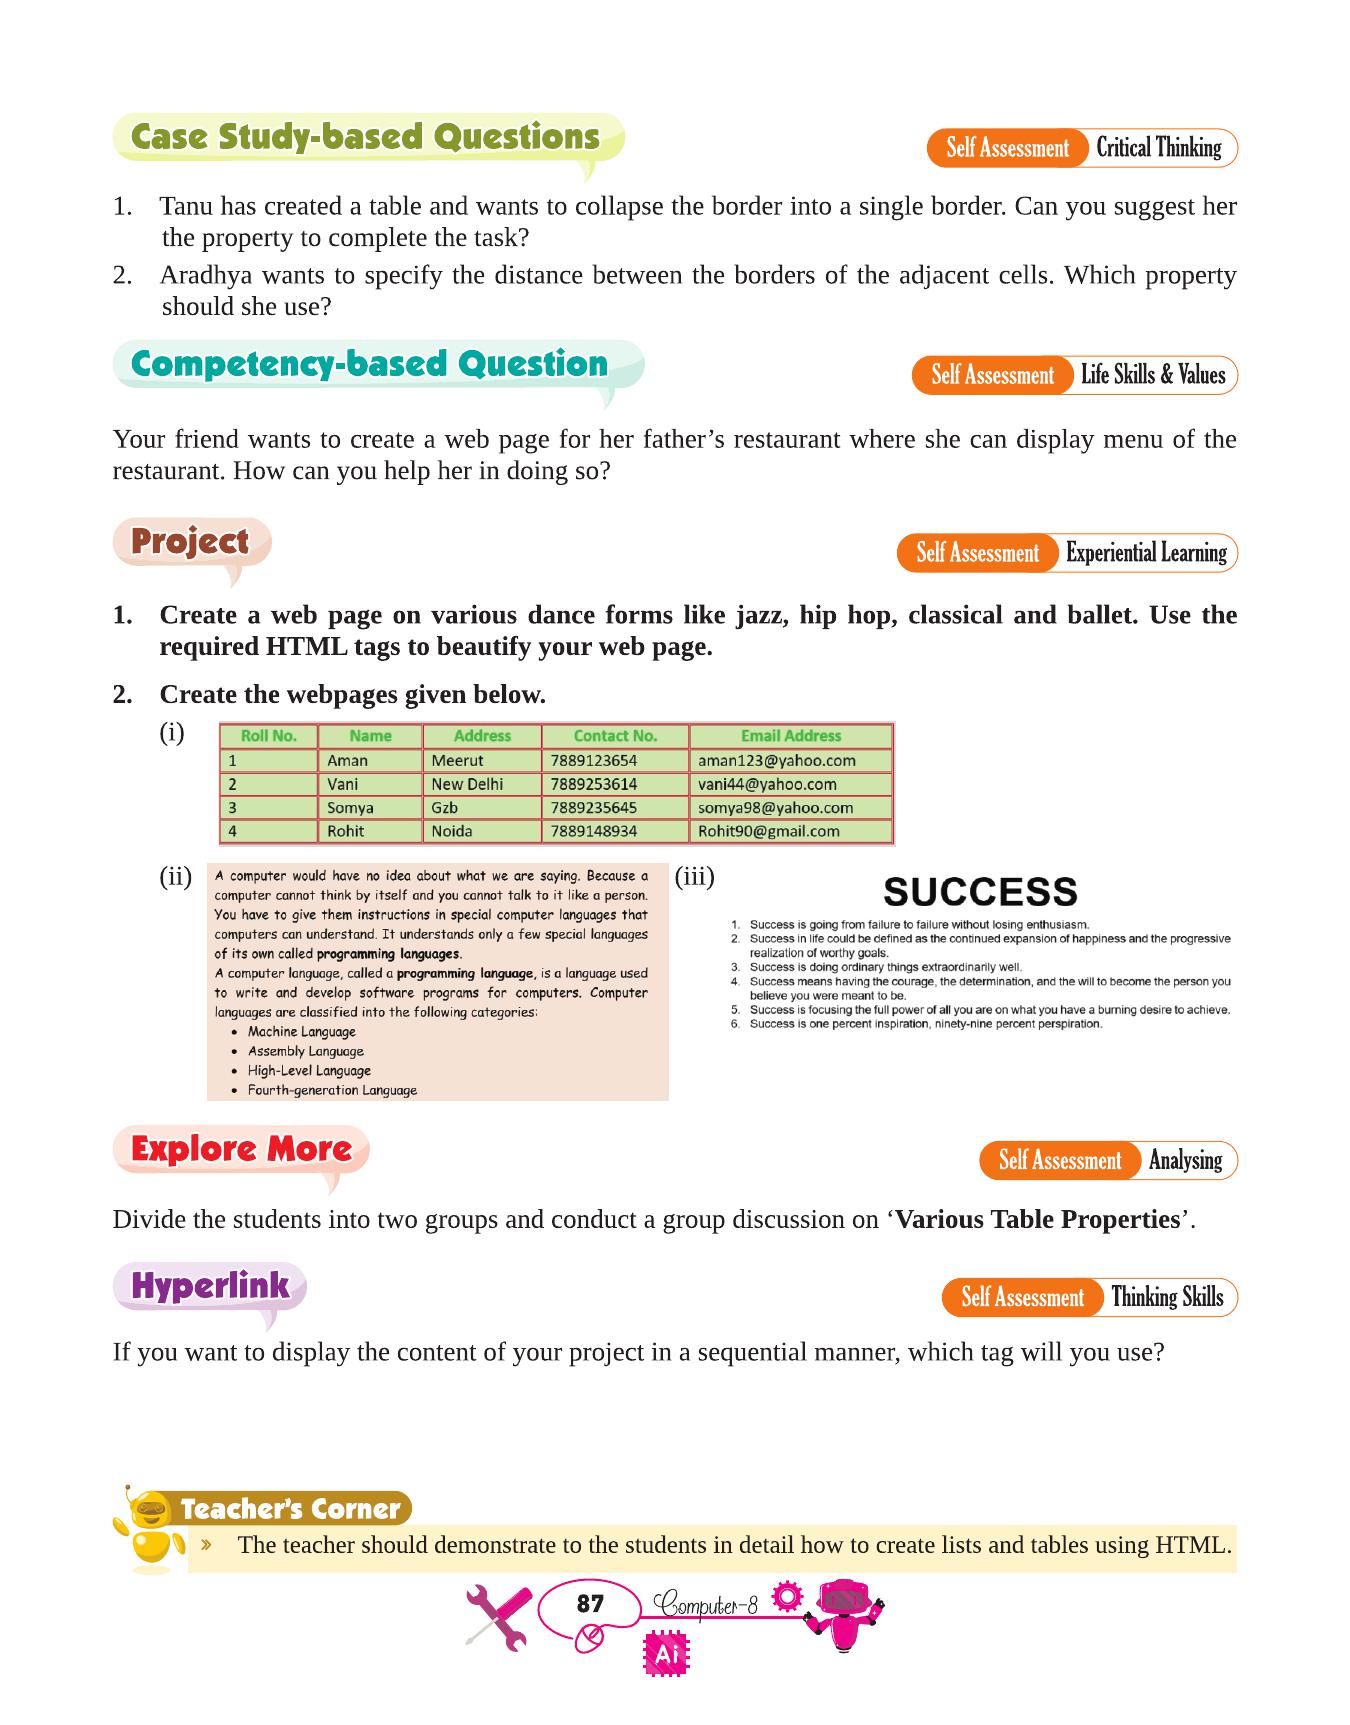 Case Study-based Questions
Self Assessment Critical Thinking
1. Tanu has created a table and wants to collapse the border into a single border. Can you suggest her
the property to complete the task?
2. Aradhya wants to specify the distance between the borders of the adjacent cells. Which property
should she use?
Competency-based Question
Self Assessment Life Skills & Values
Your friend wants to create a web page for her father’s restaurant where she can display menu of the
restaurant. How can you help her in doing so?
Project
Self Assessment Experiential Learning
1. Create a web page on various dance forms like jazz, hip hop, classical and ballet. Use the
required HTML tags to beautify your web page.
2. Create the webpages given below.
(i)
Roll No. Name Address Contact No. Email Address
1 Aman Meerut 7889123654 aman123@yahoo.com
2 Vani New Delhi 7889253614 vani44@yahoo.com
3 Somya Gzb 7889235645 somya98@yahoo.com
4 Rohit Noida 7889148934 Rohit90@gmail.com
(ii)
A computer would have no idea about what we are saying. Because a
computer cannot think by itself and you cannot talk to it like a person.
You have to give them instructions in special computer languages that
computers can understand. It understands only a few special languages
of its own called programming languages.
A computer language, called a programming language, is a language used
to write and develop software programs for computers. Computer
languages are classified into the following categories:
• Machine Language
• Assembly Language
• High-Level Language
• Fourth-generation Language
(iii)
SUCCESS
1. Success is going from failure to failure without losing enthusiasm.
2. Success in life could be defined as the continued expansion of happiness and the progressive
realization of worthy goals.
3. Success is doing ordinary things extraordinarily well.
4. Success means having the courage, the determination, and the will to become the person you
believe you were meant to be.
5. Success is focusing the full power of all you are on what you have a burning desire to achieve.
6. Success is one percent inspiration, ninety-nine percent perspiration.
Explore More
Self Assessment Analysing
Divide the students into two groups and conduct a group discussion on ‘Various Table Properties’.
Hyperlink
Self Assessment Thinking Skills
If you want to display the content of your project in a sequential manner, which tag will you use?
Teacher's Corner
» The teacher should demonstrate to the students in detail how to create lists and tables using HTML.
87 Computer-8
Ai